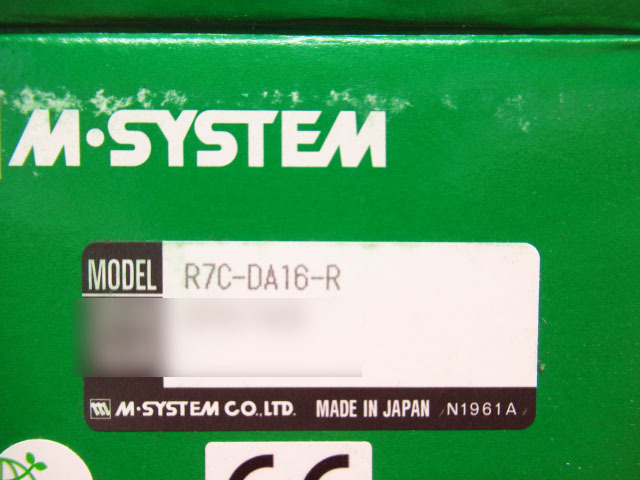 M·SYSTEM
MODEL R7C-DA16-R
M·SYSTEM CO.,LTD. MADE IN JAPAN N1961A
CE